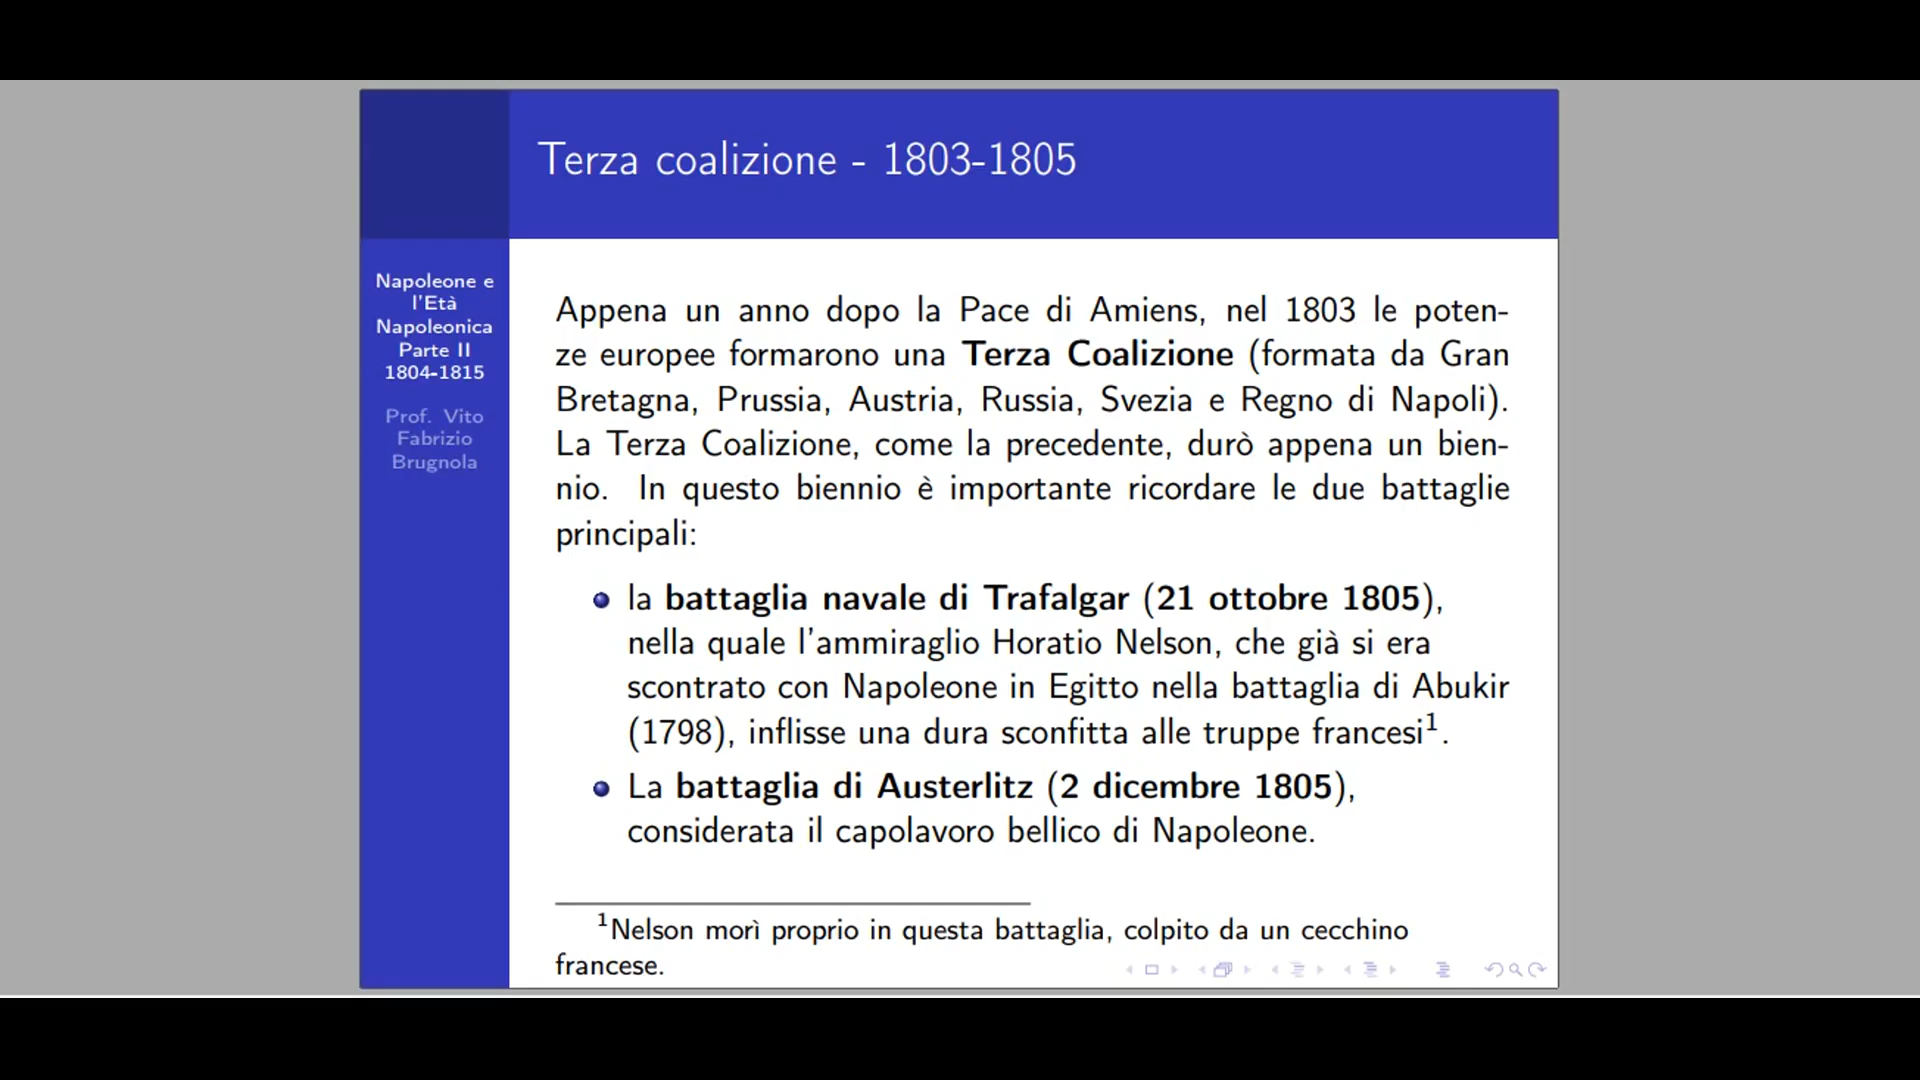 Terza coalizione - 1803-1805
Napoleone e
l'Età
Napoleonica
Parte II
1804-1815
Prof. Vito
Fabrizio
Brugnola
Appena un anno dopo la Pace di Amiens, nel 1803 le poten-
ze europee formarono una Terza Coalizione (formata da Gran
Bretagna, Prussia, Austria, Russia, Svezia e Regno di Napoli).
La Terza Coalizione, come la precedente, durò appena un bien-
nio. In questo biennio è importante ricordare le due battaglie
principali:
la battaglia navale di Trafalgar (21 ottobre 1805),
nella quale l'ammiraglio Horatio Nelson, che già si era
scontrato con Napoleone in Egitto nella battaglia di Abukir
(1798), inflisse una dura sconfitta alle truppe francesi¹.
La battaglia di Austerlitz (2 dicembre 1805),
considerata il capolavoro bellico di Napoleone.
¹Nelson morì proprio in questa battaglia, colpito da un cecchino
francese.